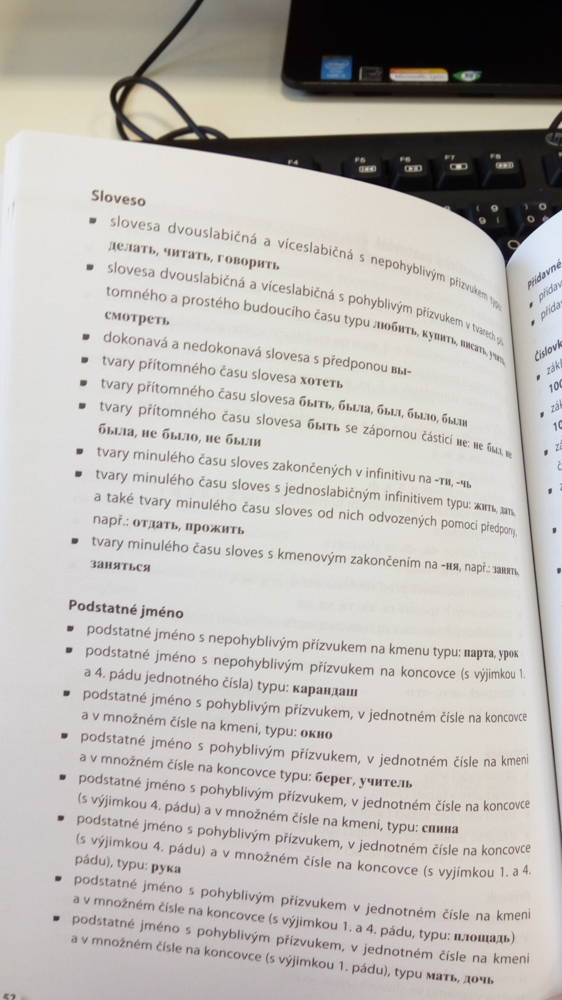 F4
F5
F6
F7
F8
Sloveso
slovesa dvouslabičná a víceslabičná s nepohyblivým přízvukem typu:
делать, читать, говорить
slovesa dvouslabičná a víceslabičná s pohyblivým přízvukem v tvarech pří-
tomného a prostého budoucího času typu любить, купить, писать, учить,
смотреть
dokonavá a nedokonavá slovesa s předponou вы-
tvary přítomného času slovesa хотеть
tvary přítomného času slovesa быть, была, был, было, были
tvary přítomného času slovesa быть se zápornou částicí не: не был, не
была, не было, не были
tvary minulého času sloves zakončených v infinitivu na -ти, -чь
tvary minulého času sloves s jednoslabičným infinitivem typu: жить, дать,
a také tvary minulého času sloves od nich odvozených pomocí předpony,
např.: отдать, прожить
tvary minulého času sloves s kmenovým zakončením na -ня, např.: занять,
заняться
Podstatné jméno
podstatné jméno s nepohyblivým přízvukem na kmenu typu: парта, урок
podstatné jméno s nepohyblivým přízvukem na koncovce (s výjimkou 1.
a 4. pádu jednotného čísla) typu: карандаш
podstatné jméno s pohyblivým přízvukem, v jednotném čísle na koncovce
a v množném čísle na kmeni, typu: окно
podstatné jméno s pohyblivým přízvukem, v jednotném čísle na kmeni
a v množném čísle na koncovce typu: берег, учитель
podstatné jméno s pohyblivým přízvukem, v jednotném čísle na koncovce
(s výjimkou 4. pádu) a v množném čísle na kmeni, typu: спина
podstatné jméno s pohyblivým přízvukem, v jednotném čísle na koncovce
(s výjimkou 4. pádu) a v množném čísle na koncovce (s vyjímkou 1. a 4.
pádu), typu: рука
podstatné jméno s pohyblivým přízvukem v jednotném čísle na kmeni
a v množném čísle na koncovce (s výjimkou 1. a 4. pádu, typu: площадь)
podstatné jméno s pohyblivým přízvukem, v jednotném čísle na kmeni
a v množném čísle na koncovce (s výjimkou 1. pádu), typu мать, дочь
52
Přídavné
přídav
přída
Číslovk
zákl
100
zák
10